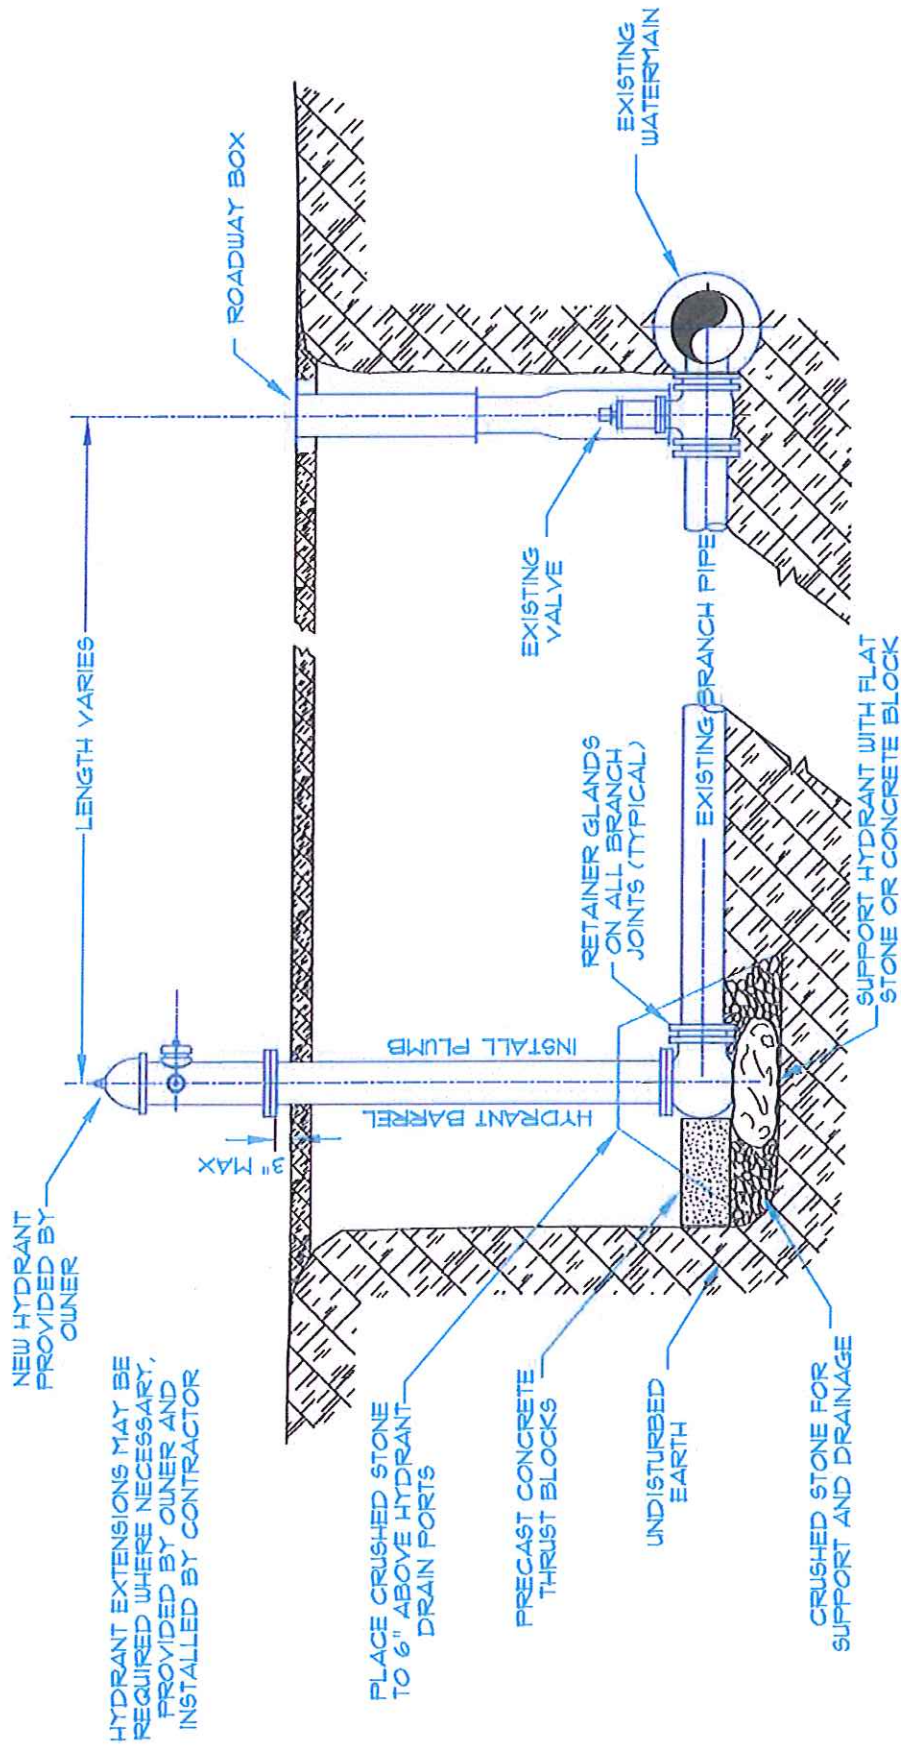 NEW HYDRANT
PROVIDED BY
OWNER
HYDRANT EXTENSIONS MAY BE
REQUIRED WHERE NECESSARY,
PROVIDED BY OWNER AND
INSTALLED BY CONTRACTOR
LENGTH VARIES
ROADWAY BOX
3" MAX
HYDRANT BARREL
INSTALL PLUMB
PLACE CRUSHED STONE
TO 6" ABOVE HYDRANT
DRAIN PORTS
RETAINER GLANDS
ON ALL BRANCH
JOINTS (TYPICAL)
EXISTING
VALVE
EXISTING
WATERMAIN
PRECAST CONCRETE
THRUST BLOCKS
EXISTING BRANCH PIPE
UNDISTURBED
EARTH
CRUSHED STONE FOR
SUPPORT AND DRAINAGE
SUPPORT HYDRANT WITH FLAT
STONE OR CONCRETE BLOCK